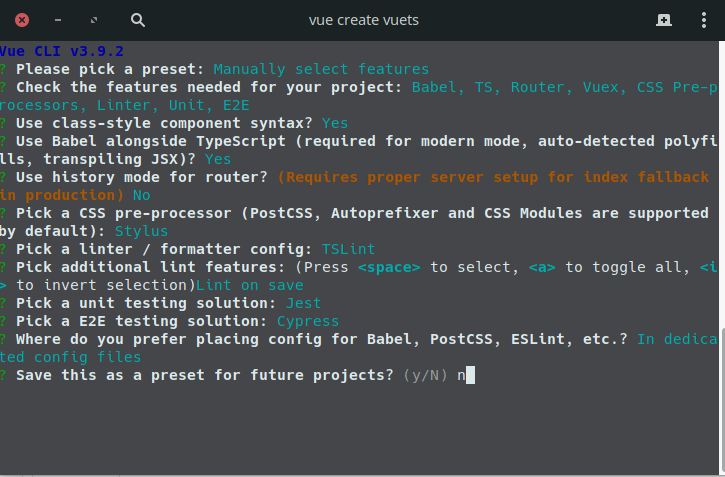 vue create vuets
Vue CLI v3.9.2
? Please pick a preset: Manually select features
? Check the features needed for your project: Babel, TS, Router, Vuex, CSS Pre-p
rocessors, Linter, Unit, E2E
? Use class-style component syntax? Yes
? Use Babel alongside TypeScript (required for modern mode, auto-detected polyfi
lls, transpiling JSX)? Yes
? Use history mode for router? (Requires proper server setup for index fallback
in production) No
? Pick a CSS pre-processor (PostCSS, Autoprefixer and CSS Modules are supported
by default): Stylus
? Pick a linter / formatter config: TSLint
? Pick additional lint features: (Press <space> to select, <a> to toggle all, <i
> to invert selection)Lint on save
? Pick a unit testing solution: Jest
? Pick a E2E testing solution: Cypress
? Where do you prefer placing config for Babel, PostCSS, ESLint, etc.? In dedica
ted config files
? Save this as a preset for future projects? (y/N) n